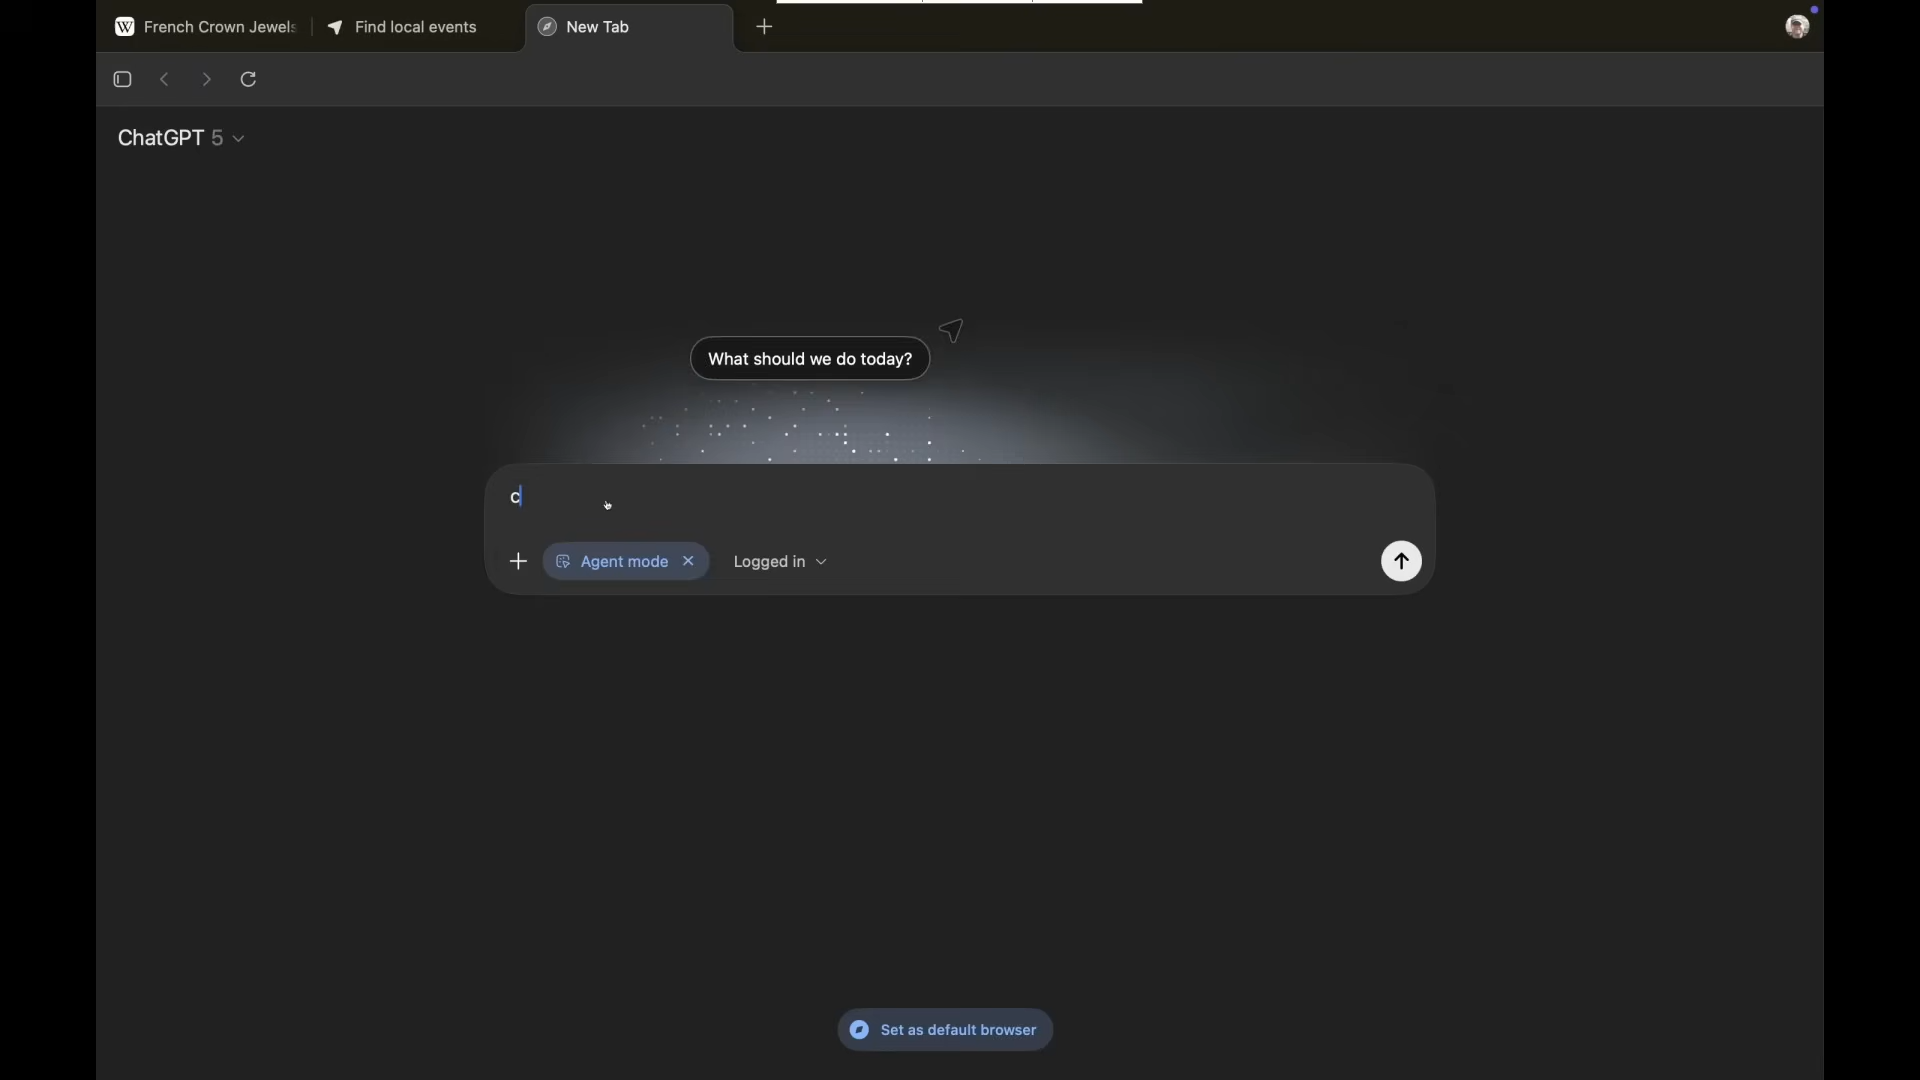 W French Crown Jewels
Find local events
New Tab
ChatGPT 5
What should we do today?
c
Agent mode
Logged in
Set as default browser